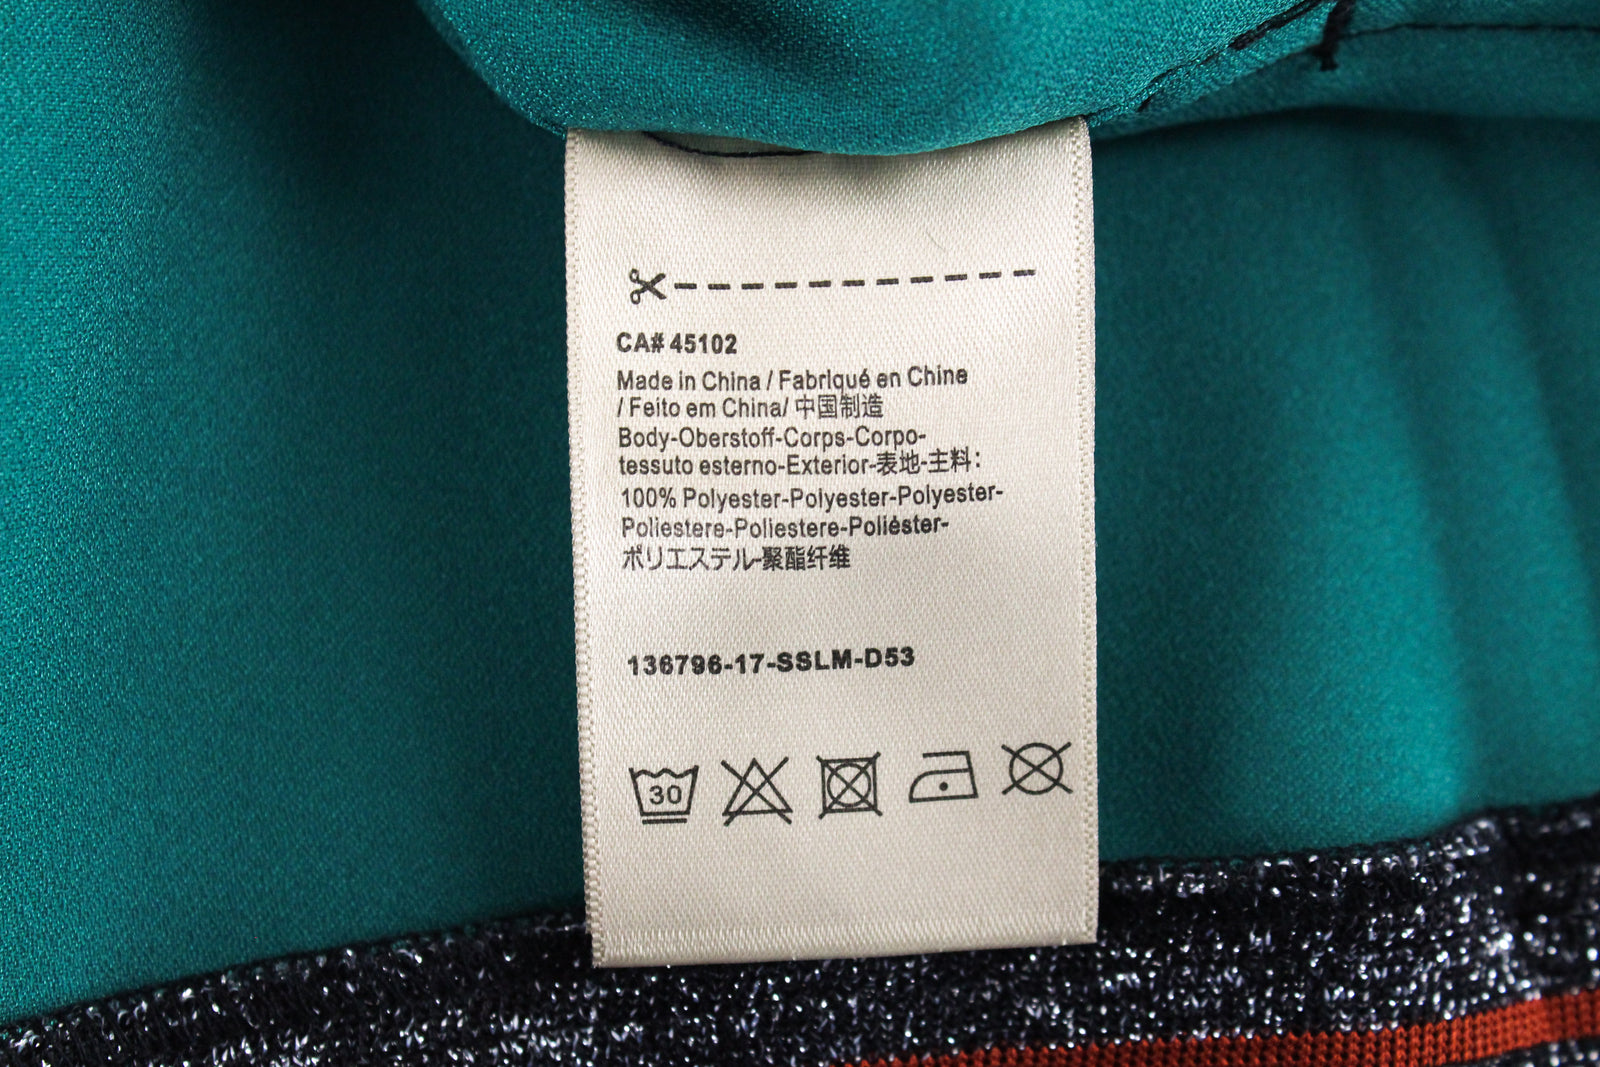 CA# 45102
Made in China / Fabriqué en Chine
/ Feito em China/ 中国制造
Body-Oberstoff-Corps-Corpo-
tessuto esterno-Exterior-表地-主料:
100% Polyester-Polyester-Polyester-
Poliestere-Poliestere-Poliéster-
ポリエステル-聚酯纤维
136796-17-SSLM-D53
30